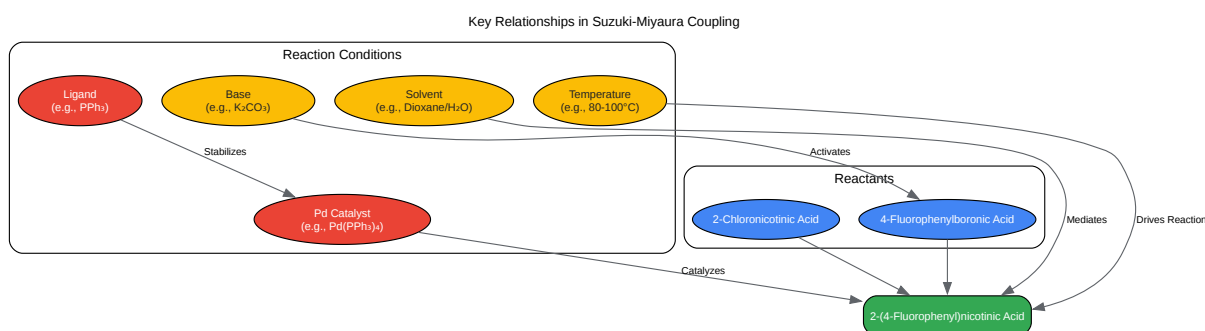 Key Relationships in Suzuki-Miyaura Coupling
Reaction Conditions
Ligand
(e.g., PPh₃)
Base
(e.g., K₂CO₃)
Solvent
(e.g., Dioxane/H₂O)
Temperature
(e.g., 80-100°C)
Stabilizes
Activates
Reactants
Pd Catalyst
(e.g., Pd(PPh₃)₄)
2-Chloronicotinic Acid
4-Fluorophenylboronic Acid
Mediates
Drives Reaction
Catalyzes
2-(4-Fluorophenyl)nicotinic Acid